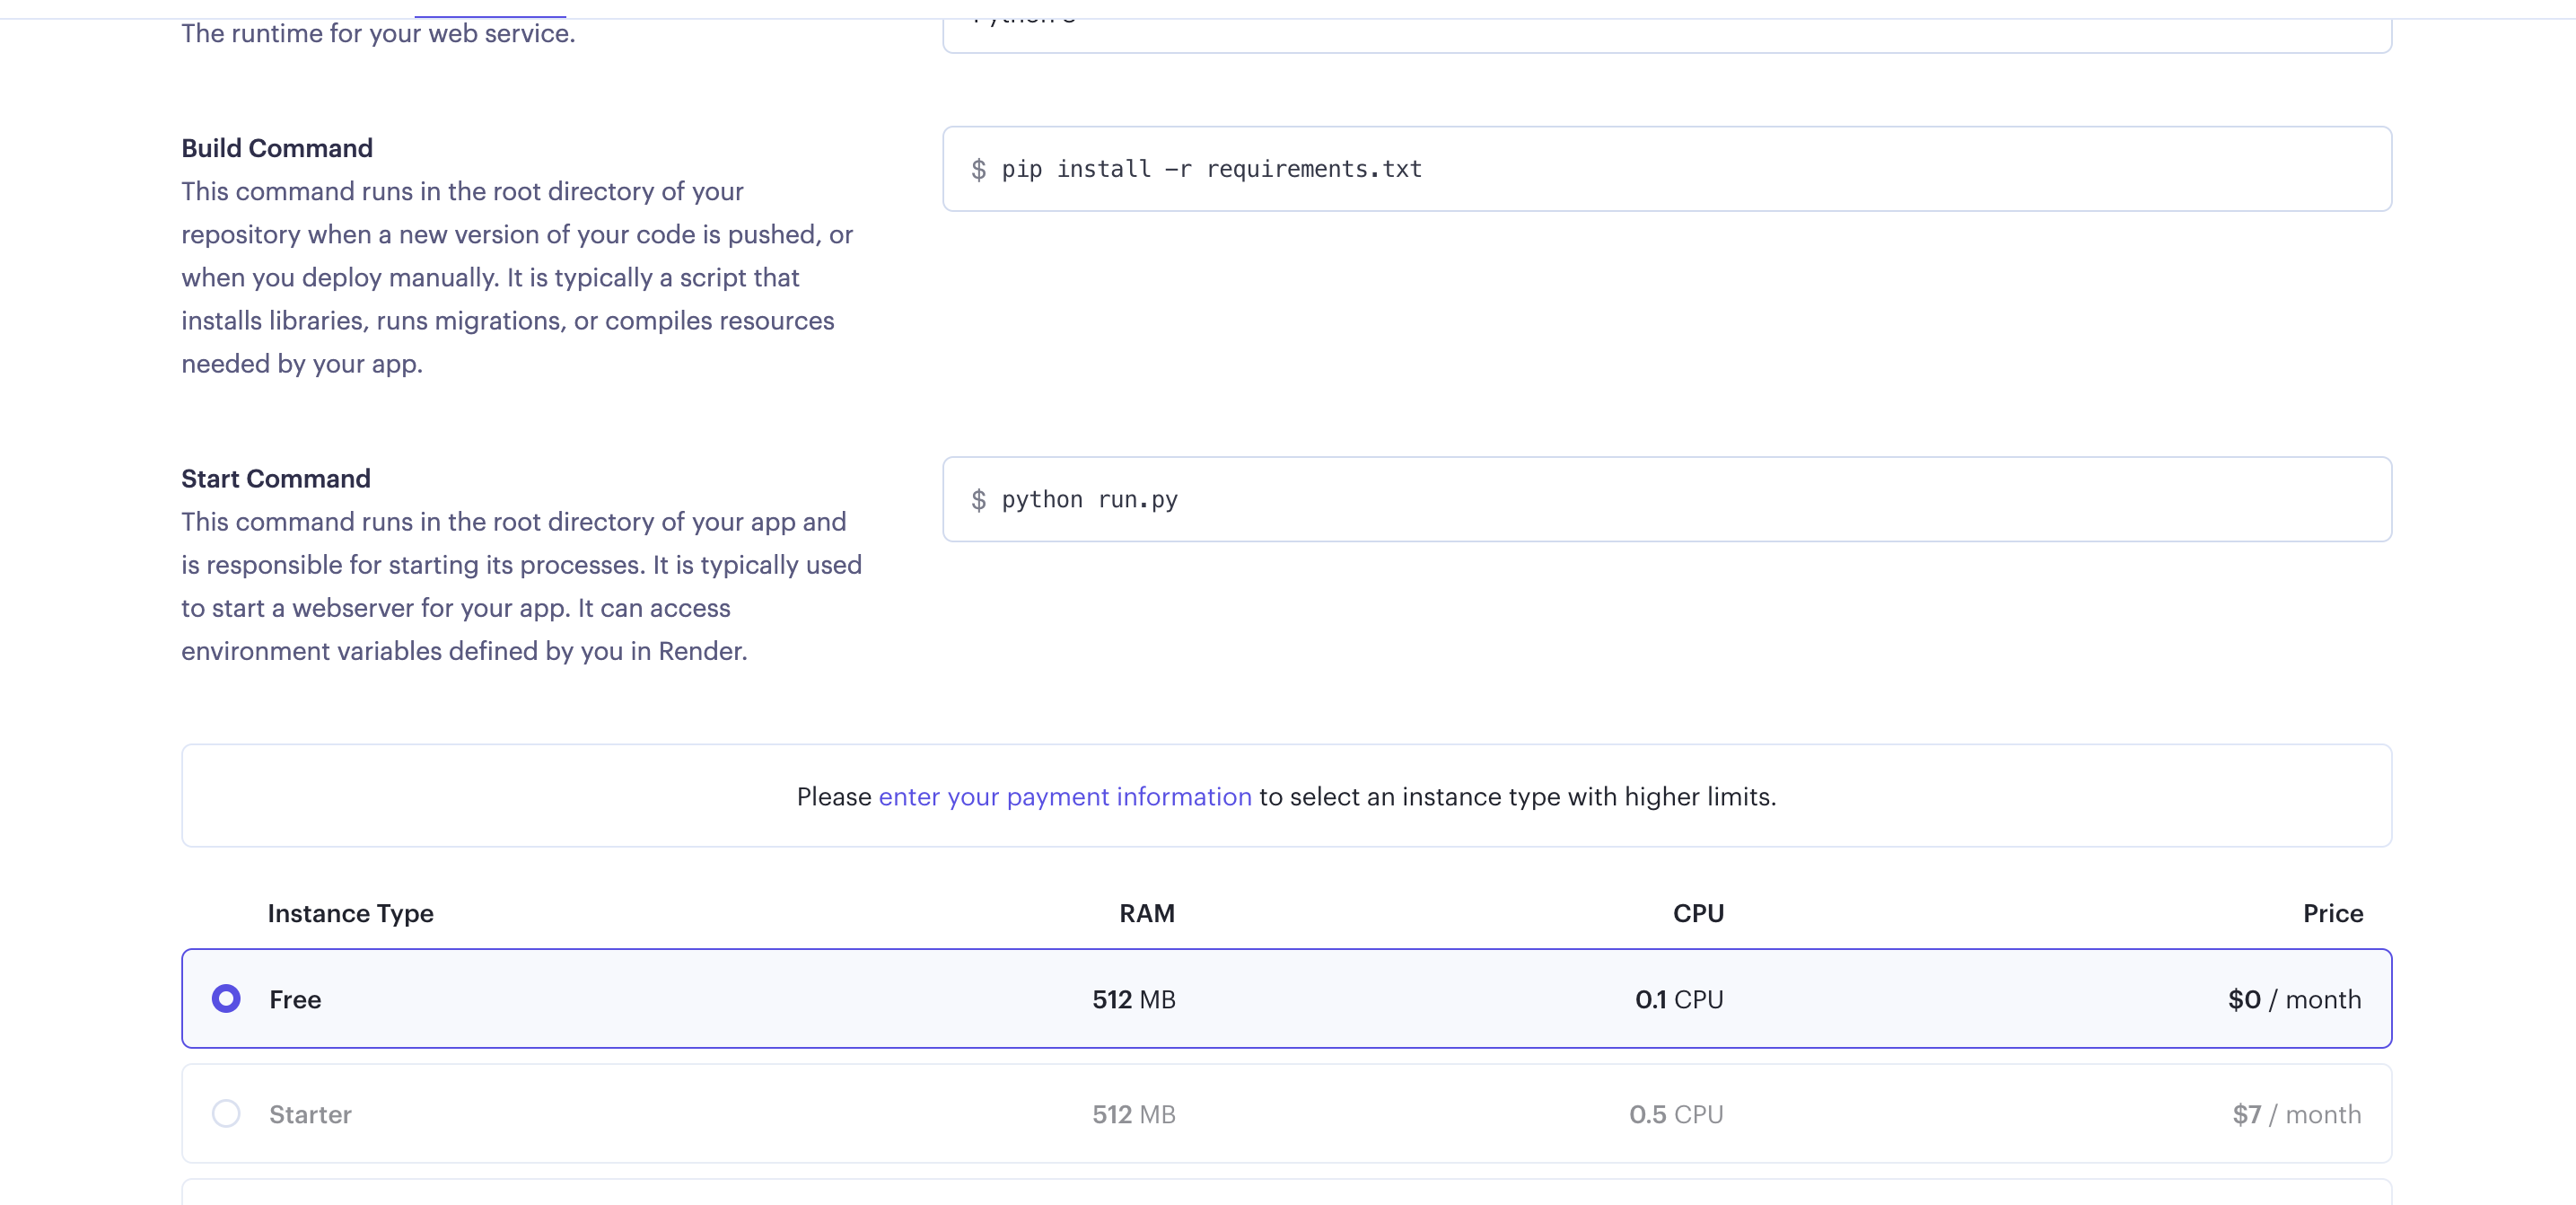 The runtime for your web service.
Build Command
This command runs in the root directory of your
repository when a new version of your code is pushed, or
when you deploy manually. It is typically a script that
installs libraries, runs migrations, or compiles resources
needed by your app.
$ pip install -r requirements.txt
Start Command
This command runs in the root directory of your app and
is responsible for starting its processes. It is typically used
to start a webserver for your app. It can access
environment variables defined by you in Render.
$ python run.py
Please enter your payment information to select an instance type with higher limits.
Instance Type RAM CPU Price
Free 512 MB 0.1 CPU $0 / month
Starter 512 MB 0.5 CPU $7 / month